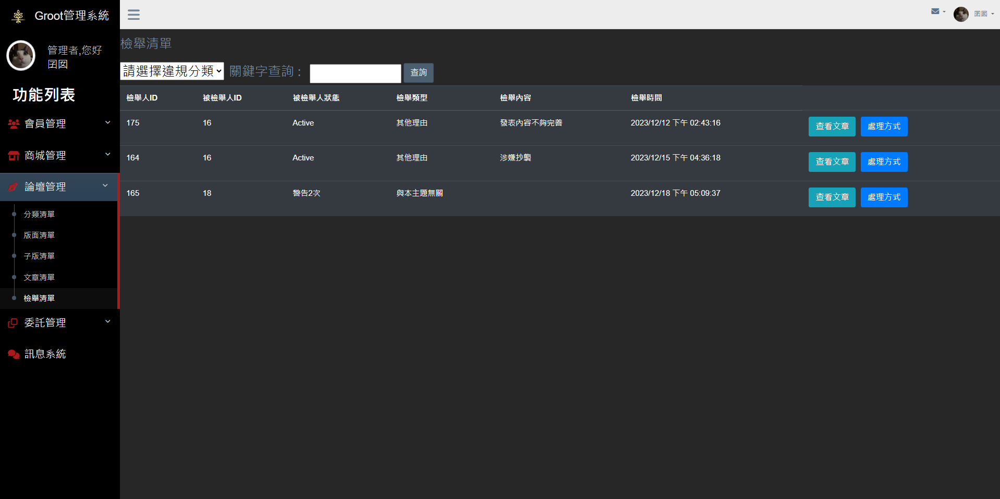 Groot管理系統
囝囡
管理者,您好
囝囡
功能列表
會員管理
商城管理
論壇管理
分類清單
版面清單
子版清單
文章清單
檢舉清單
委託管理
訊息系統
檢舉清單
請選擇違規分類 關鍵字查詢 : 查詢
檢舉人ID 被檢舉人ID 被檢舉人狀態 檢舉類型 檢舉內容 檢舉時間
175 16 Active 其他理由 發表內容不夠完善 2023/12/12 下午 02:43:16 查看文章 處理方式
164 16 Active 其他理由 涉嫌抄襲 2023/12/15 下午 04:36:18 查看文章 處理方式
165 18 警告2次 與本主題無關 2023/12/18 下午 05:09:37 查看文章 處理方式